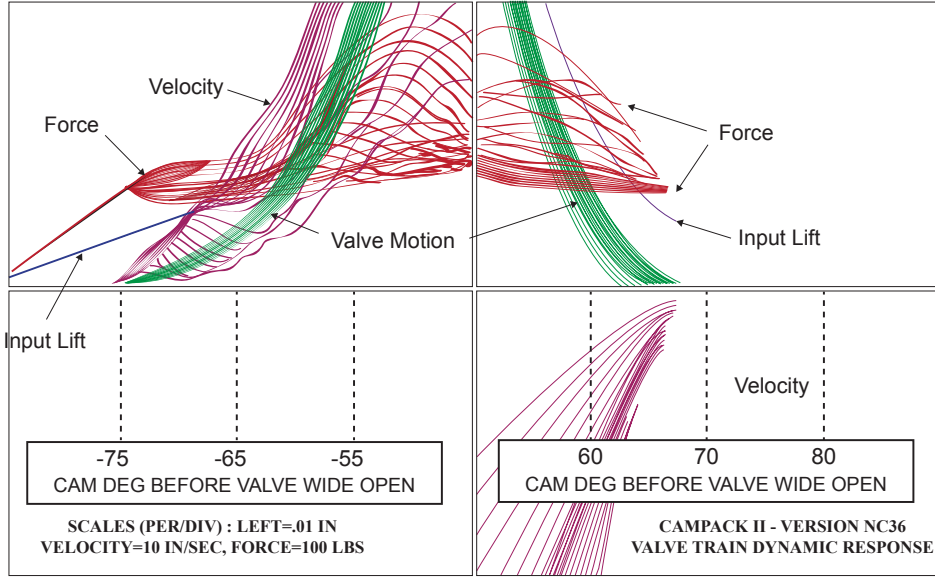 Velocity
Force
Valve Motion
Input Lift
Force
Input Lift
-75 -65 -55
CAM DEG BEFORE VALVE WIDE OPEN
SCALES (PER/DIV) : LEFT=.01 IN
VELOCITY=10 IN/SEC, FORCE=100 LBS
Velocity
60 70 80
CAM DEG BEFORE VALVE WIDE OPEN
CAMPACK II - VERSION NC36
VALVE TRAIN DYNAMIC RESPONSE